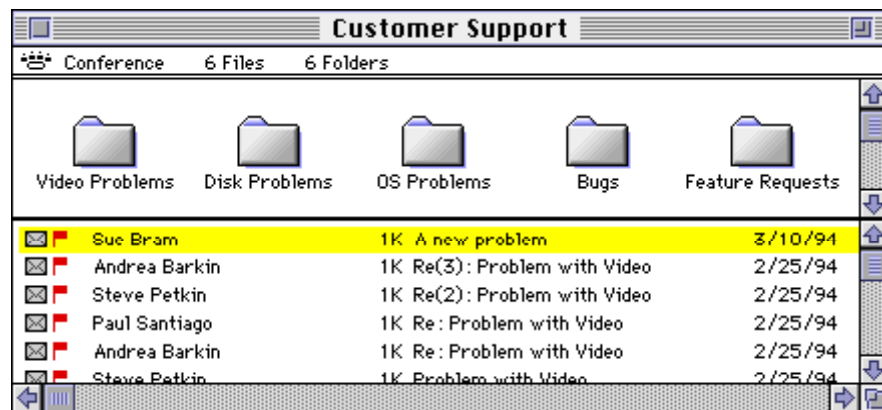 Customer Support
Conference 6 Files 6 Folders
Video Problems Disk Problems OS Problems Bugs Feature Requests
Sue Bram 1K A new problem 3/10/94
Andrea Barkin 1K Re(3): Problem with Video 2/25/94
Steve Petkin 1K Re(2): Problem with Video 2/25/94
Paul Santiago 1K Re: Problem with Video 2/25/94
Andrea Barkin 1K Re: Problem with Video 2/25/94
Steve Petkin 1K Problem with Video 2/25/94